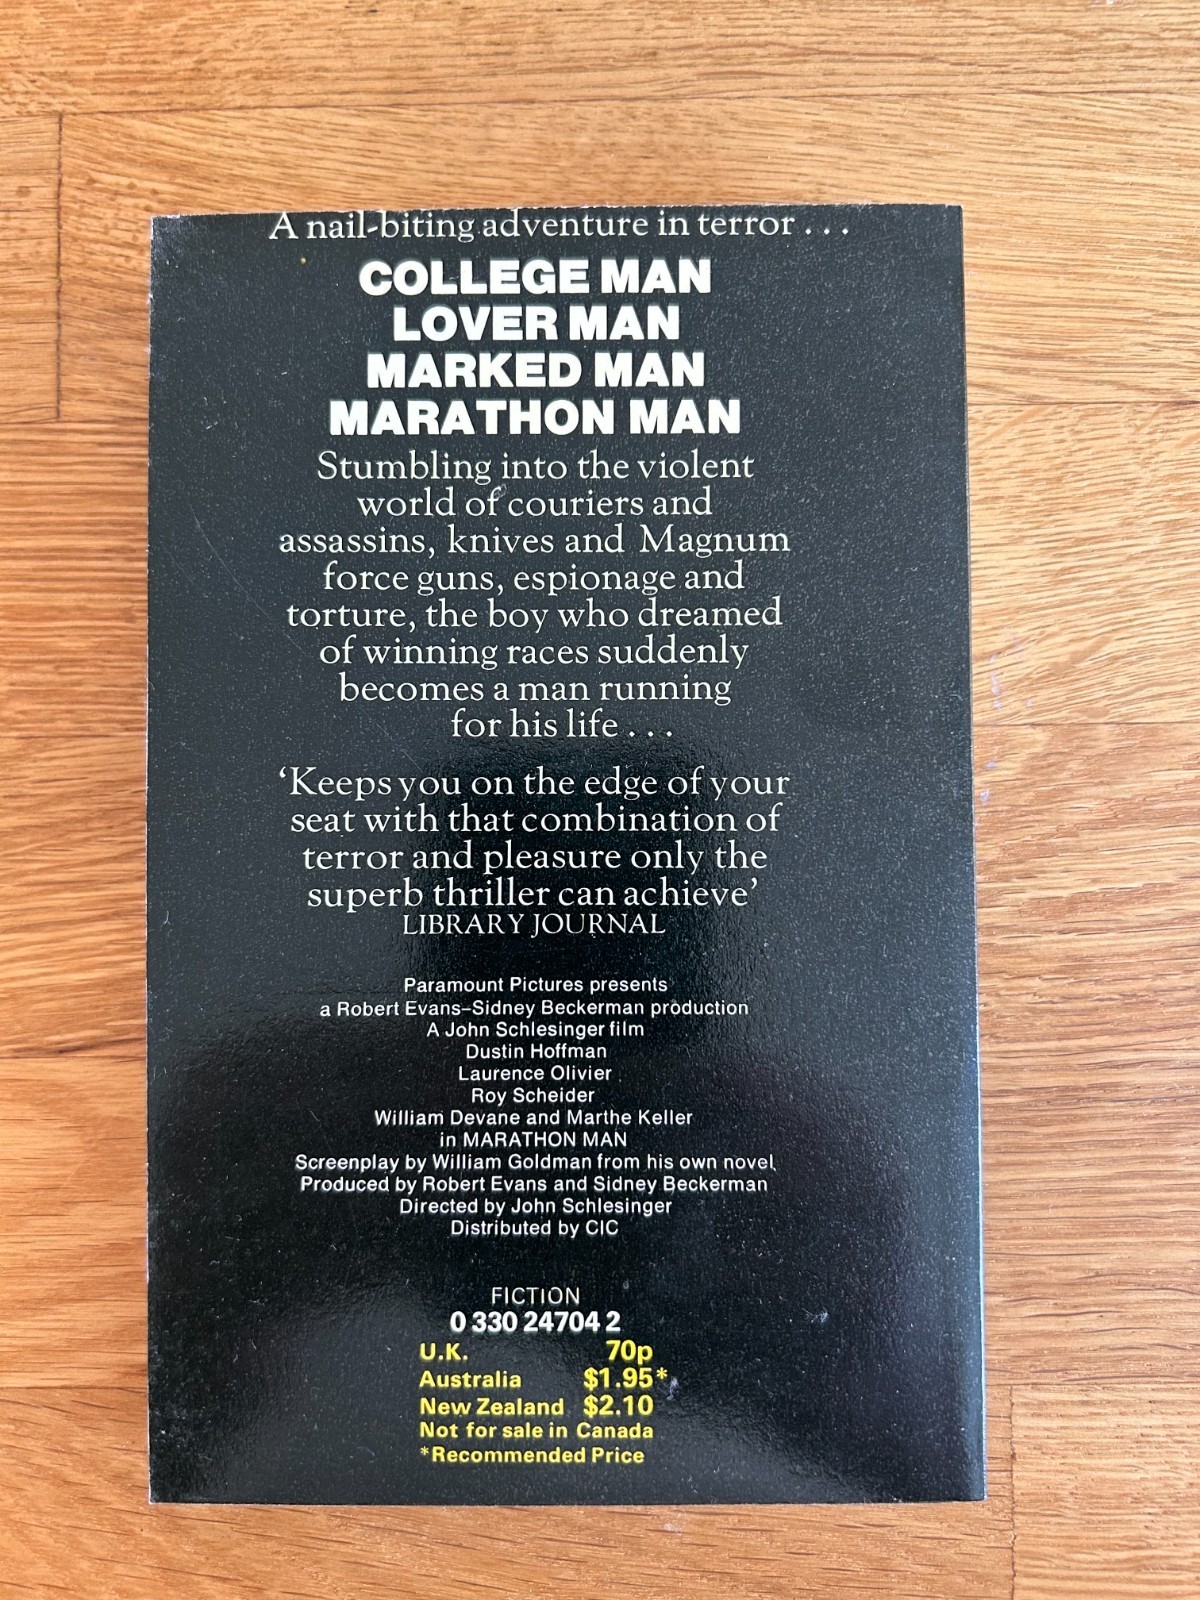 A nail-biting adventure in terror . . .
COLLEGE MAN
LOVER MAN
MARKED MAN
MARATHON MAN
Stumbling into the violent
world of couriers and
assassins, knives and Magnum
force guns, espionage and
torture, the boy who dreamed
of winning races suddenly
becomes a man running
for his life . . .
‘Keeps you on the edge of your
seat with that combination of
terror and pleasure only the
superb thriller can achieve’
LIBRARY JOURNAL
Paramount Pictures presents
a Robert Evans–Sidney Beckerman production
A John Schlesinger film
Dustin Hoffman
Laurence Olivier
Roy Scheider
William Devane and Marthe Keller
in MARATHON MAN
Screenplay by William Goldman from his own novel
Produced by Robert Evans and Sidney Beckerman
Directed by John Schlesinger
Distributed by CIC
FICTION
0 330 24704 2
U.K. 70p
Australia $1.95*
New Zealand $2.10
Not for sale in Canada
*Recommended Price